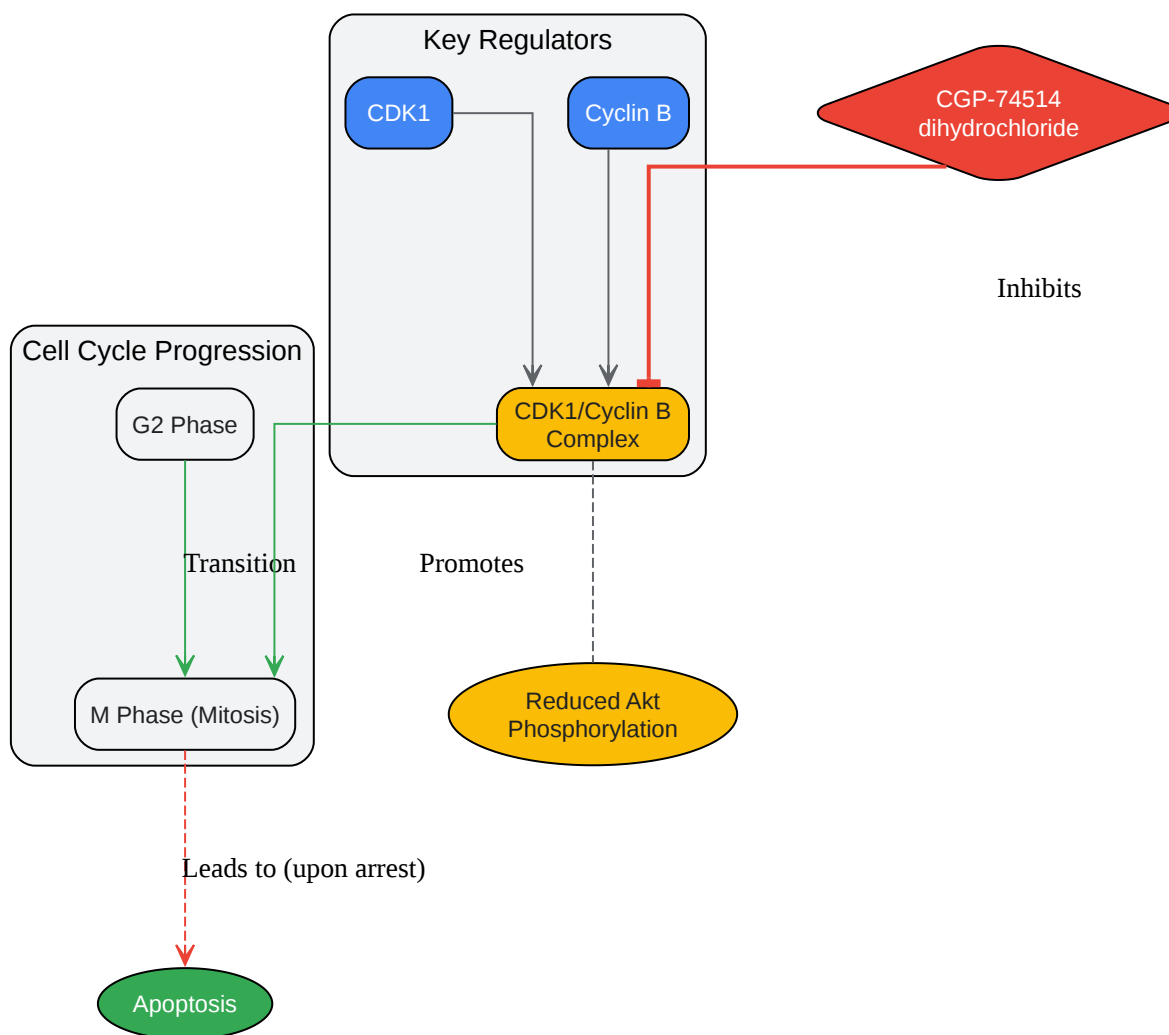 Key Regulators
CDK1
Cyclin B
CGP-74514
dihydrochloride
Inhibits
Cell Cycle Progression
G2 Phase
CDK1/Cyclin B
Complex
Transition
Promotes
M Phase (Mitosis)
Reduced Akt
Phosphorylation
Leads to (upon arrest)
Apoptosis